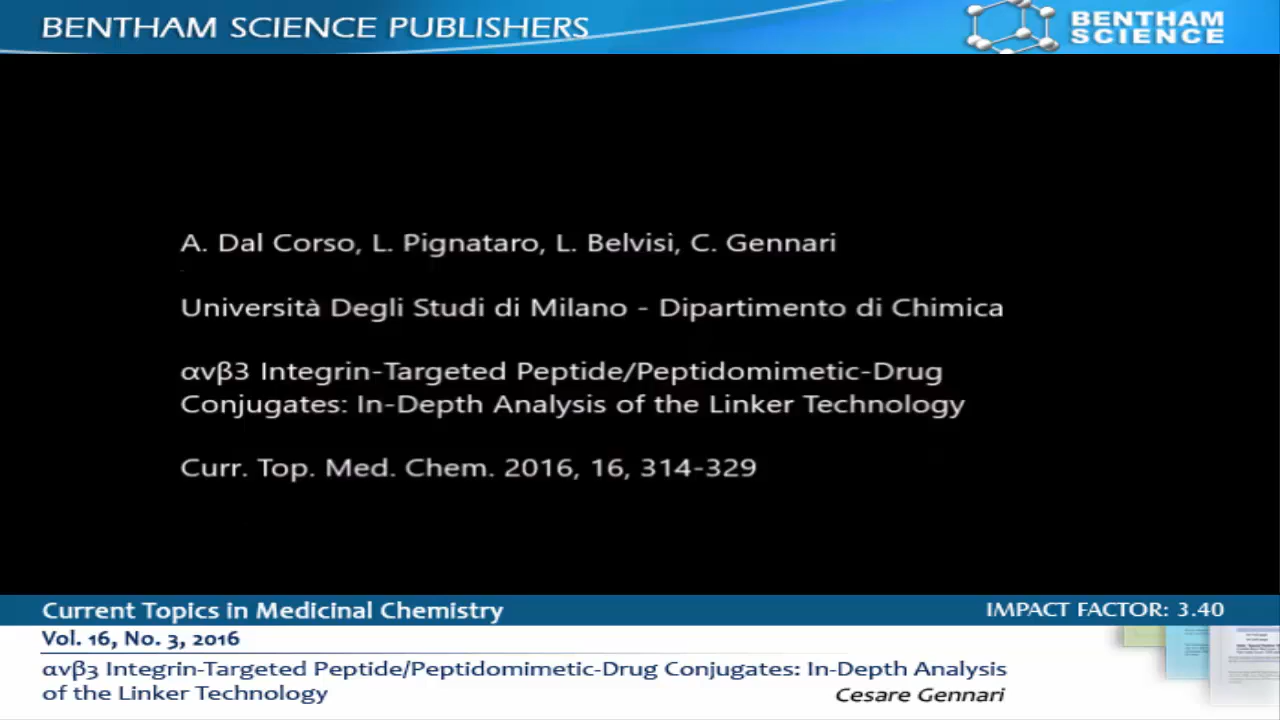 BENTHAM SCIENCE PUBLISHERS
BENTHAM
SCIENCE
A. Dal Corso, L. Pignataro, L. Belvisi, C. Gennari
Università Degli Studi di Milano - Dipartimento di Chimica
αvβ3 Integrin-Targeted Peptide/Peptidomimetic-Drug
Conjugates: In-Depth Analysis of the Linker Technology
Curr. Top. Med. Chem. 2016, 16, 314-329
Current Topics in Medicinal Chemistry
IMPACT FACTOR: 3.40
Vol. 16, No. 3, 2016
αvβ3 Integrin-Targeted Peptide/Peptidomimetic-Drug Conjugates: In-Depth Analysis
of the Linker Technology
Cesare Gennari